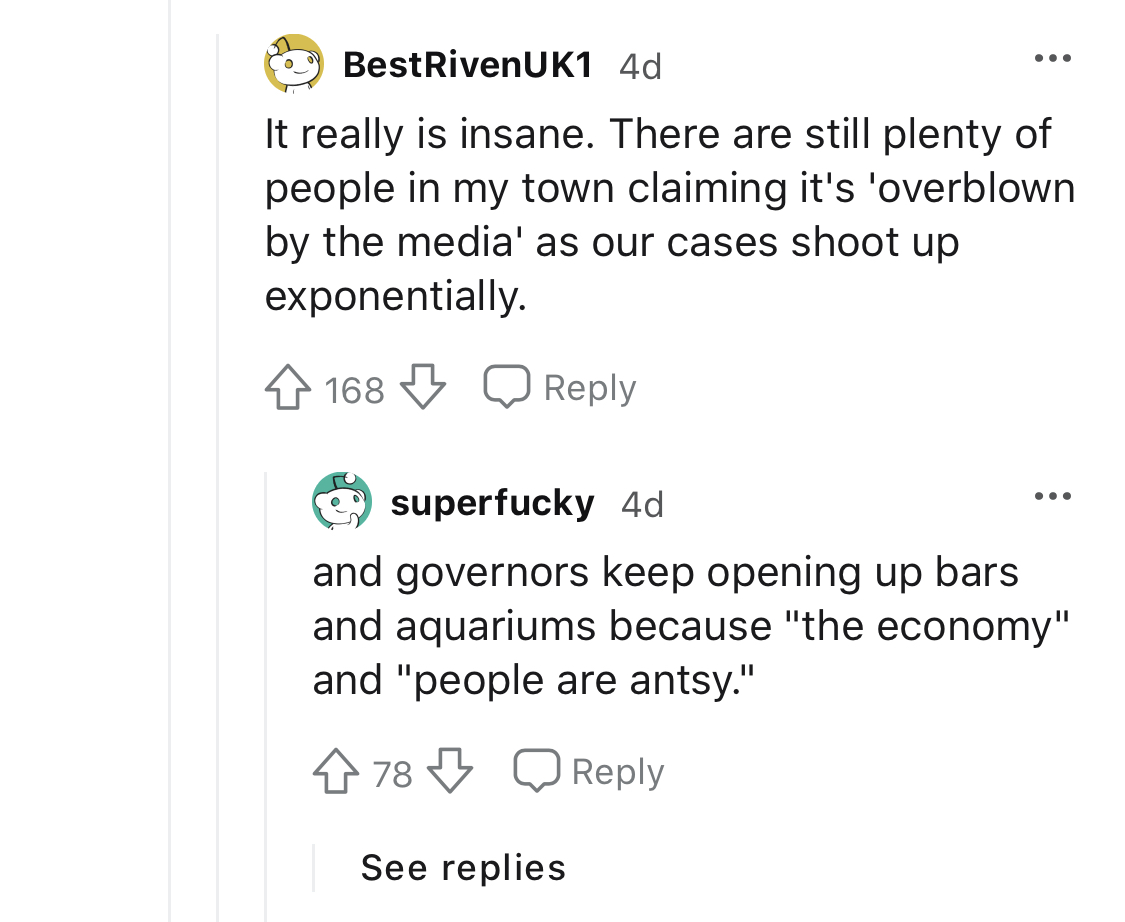 BestRivenUK1 4d
It really is insane. There are still plenty of
people in my town claiming it's 'overblown
by the media' as our cases shoot up
exponentially.
168 Reply
superfucky 4d
and governors keep opening up bars
and aquariums because "the economy"
and "people are antsy."
78 Reply
See replies